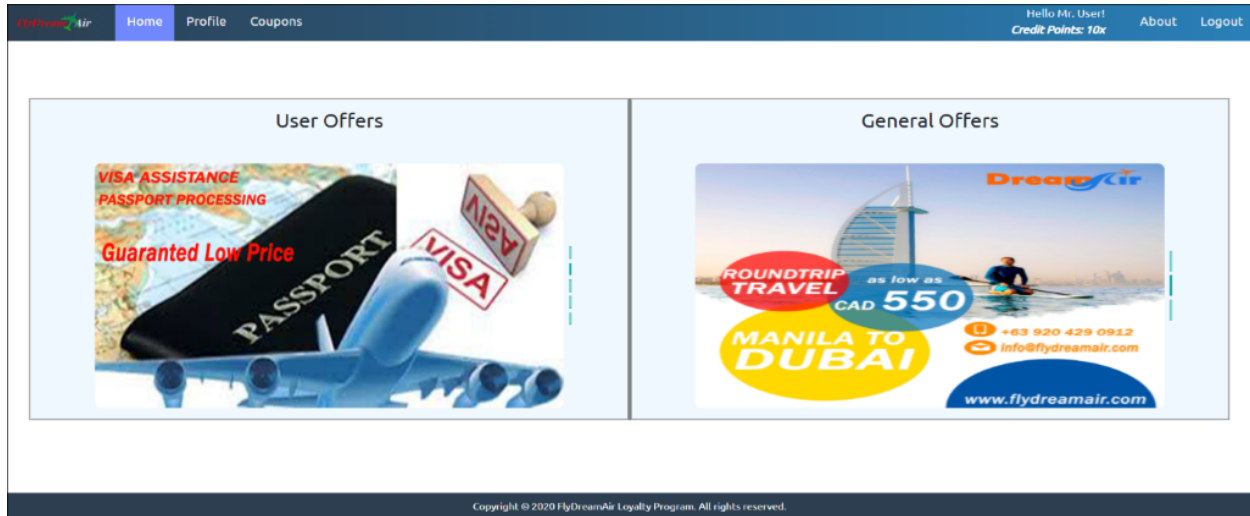 FlyDream Air
Home
Profile
Coupons
Hello Mr. User!
Credit Points: 10x
About
Logout
User Offers
VISA ASSISTANCE
PASSPORT PROCESSING
Guaranted Low Price
PASSPORT
VISA
VISA
General Offers
DreamAir
ROUNDTRIP
TRAVEL
as low as
CAD 550
MANILA TO
DUBAI
+63 920 429 0912
info@flydreamair.com
www.flydreamair.com
Copyright © 2020 FlyDreamAir Loyalty Program. All rights reserved.